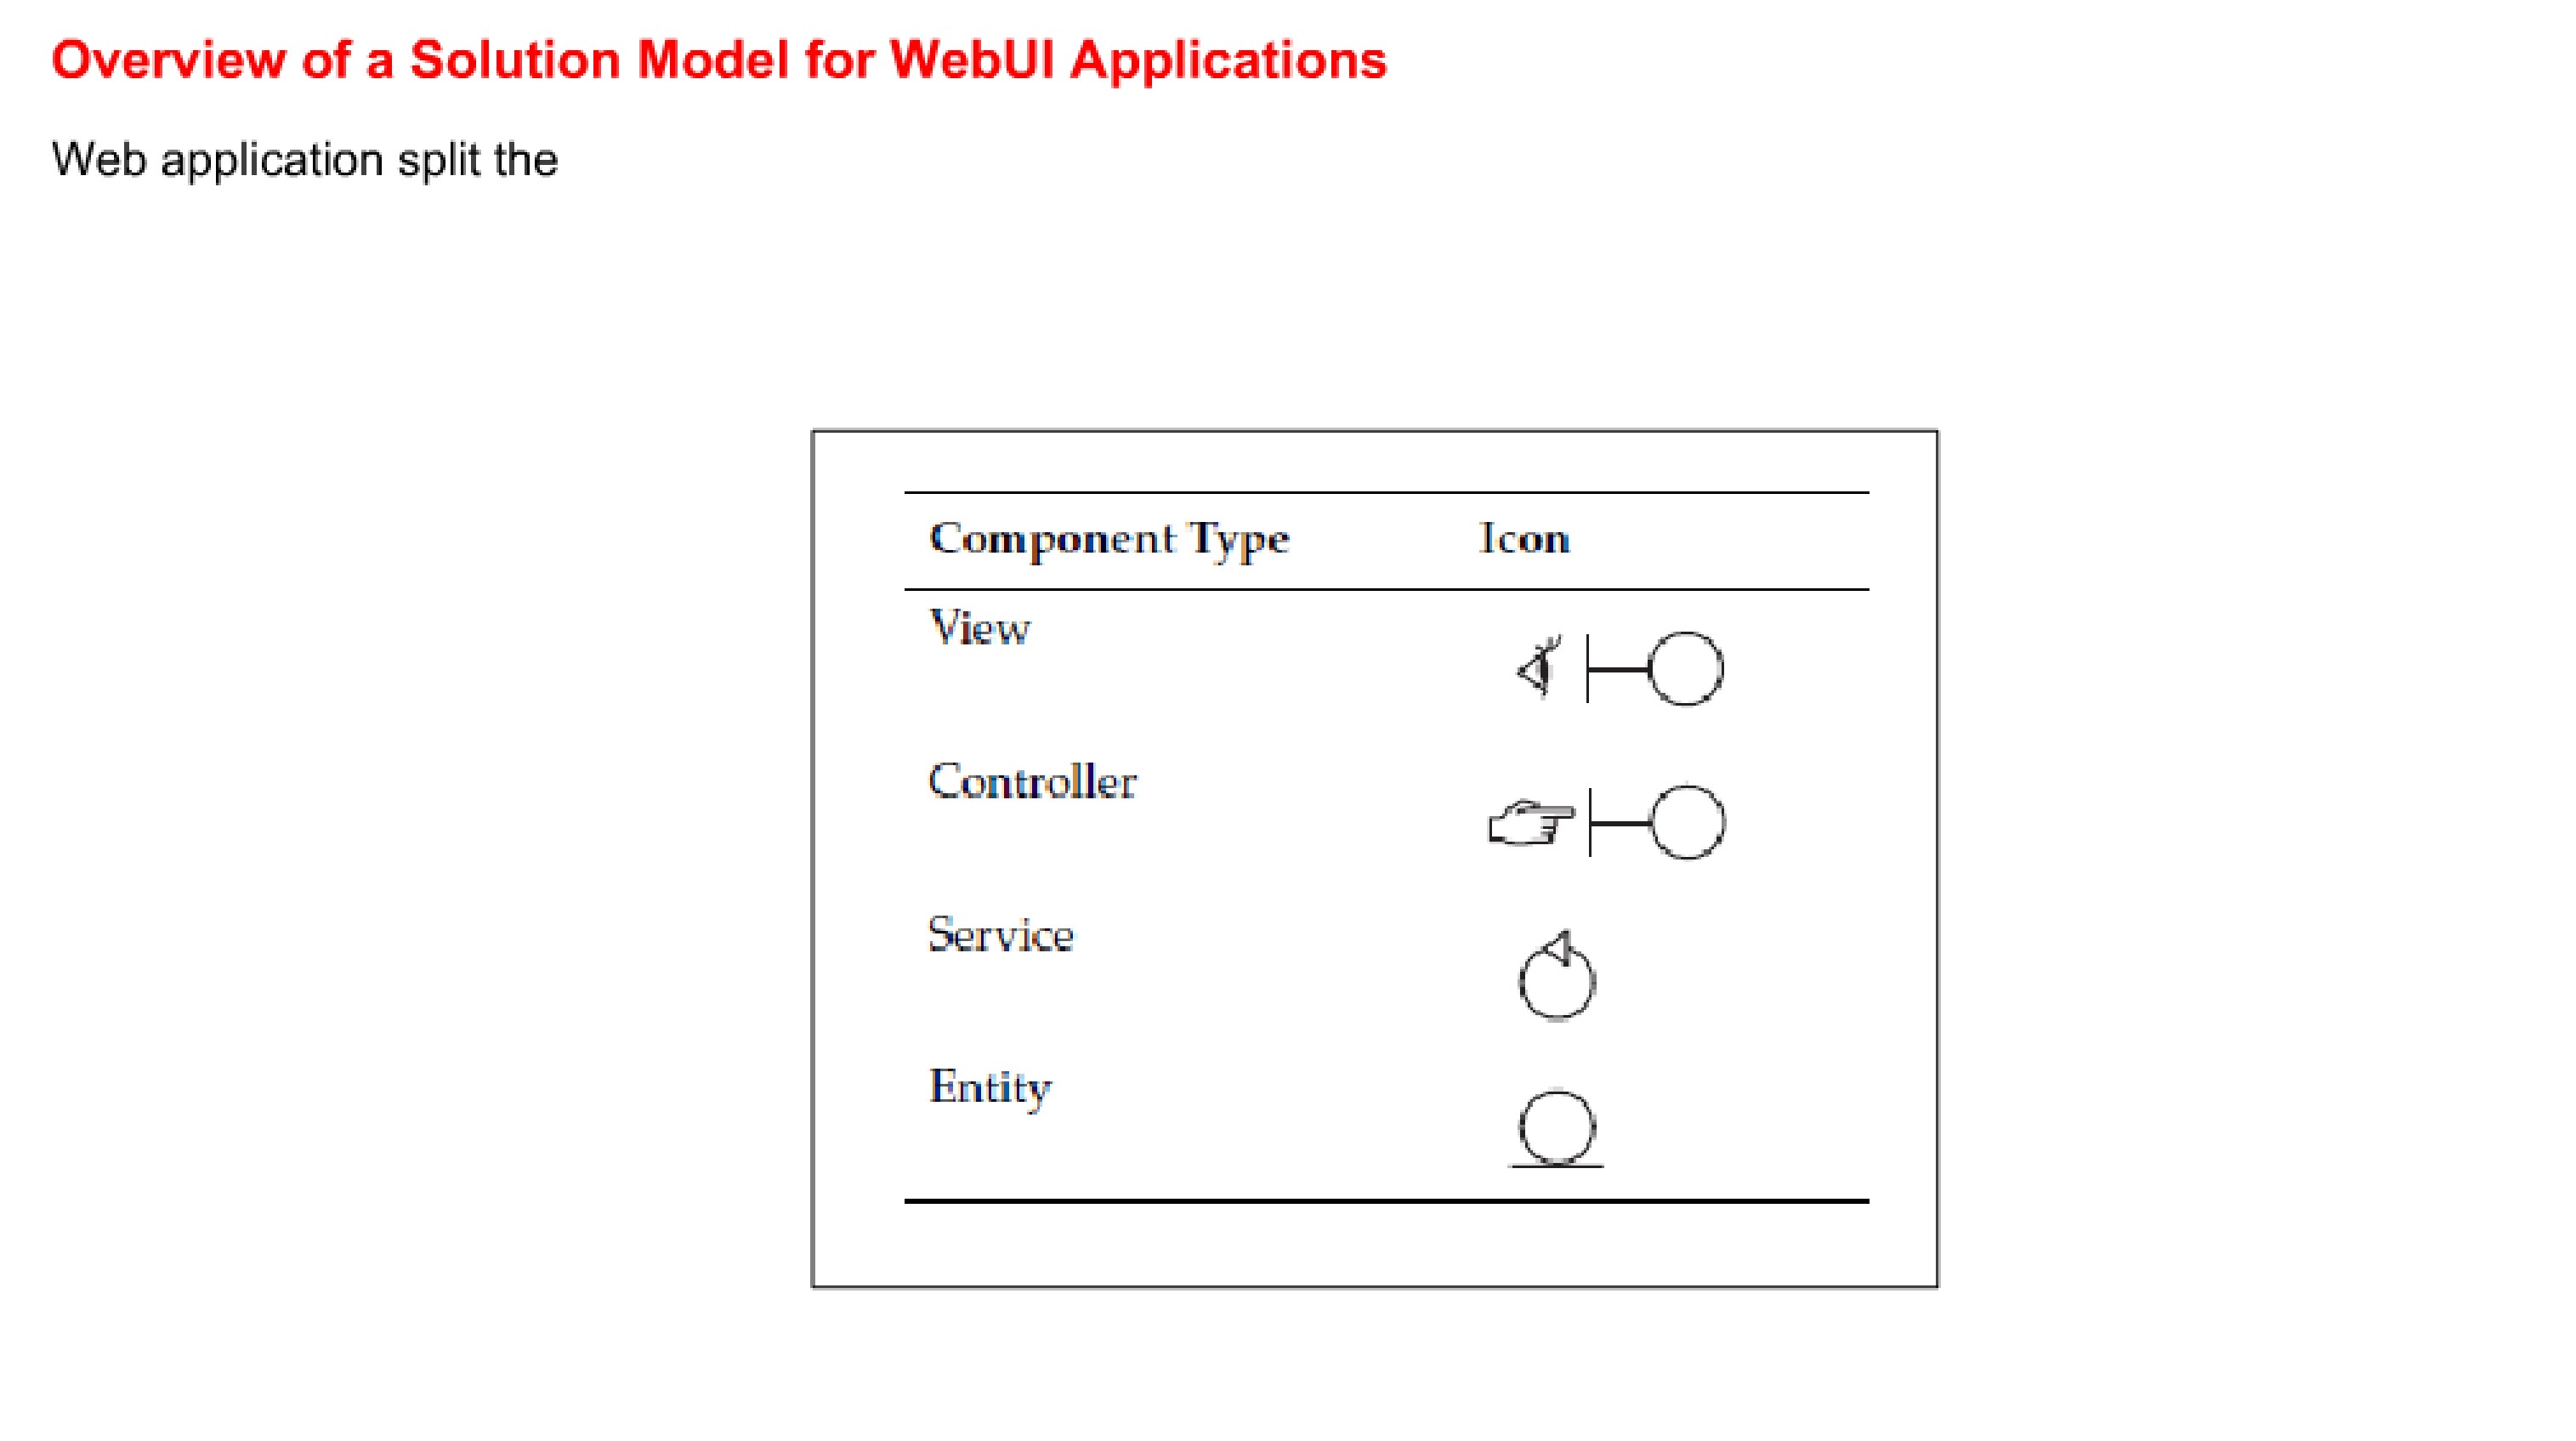 Overview of a Solution Model for WebUI Applications
Web application split the
Component Type Icon
View
Controller
Service
Entity